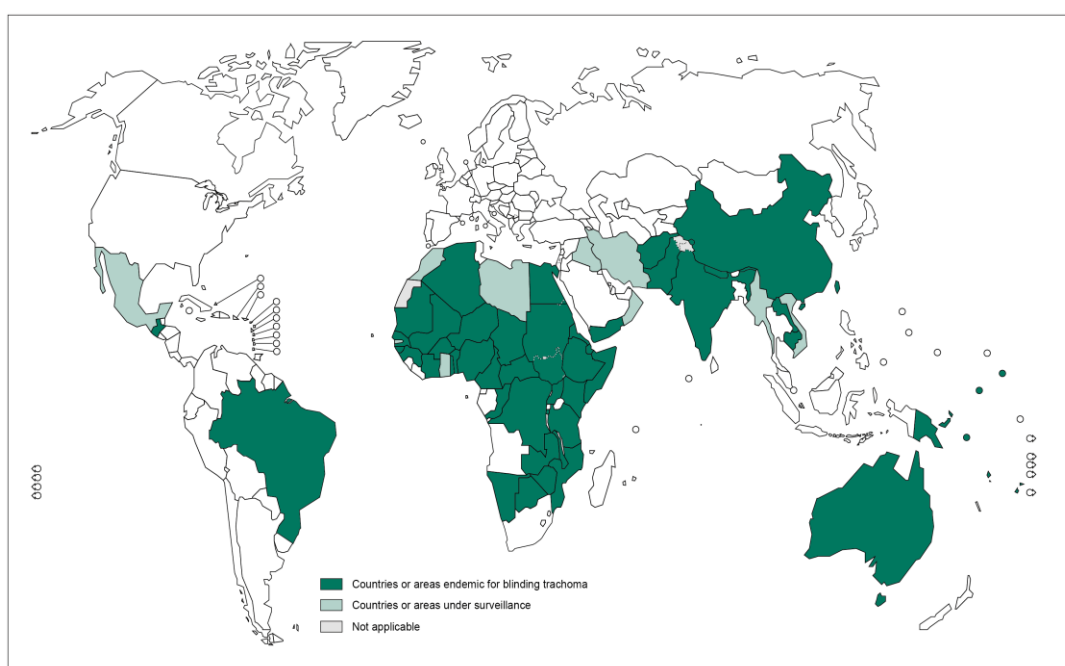 Countries or areas endemic for blinding trachoma
Countries or areas under surveillance
Not applicable